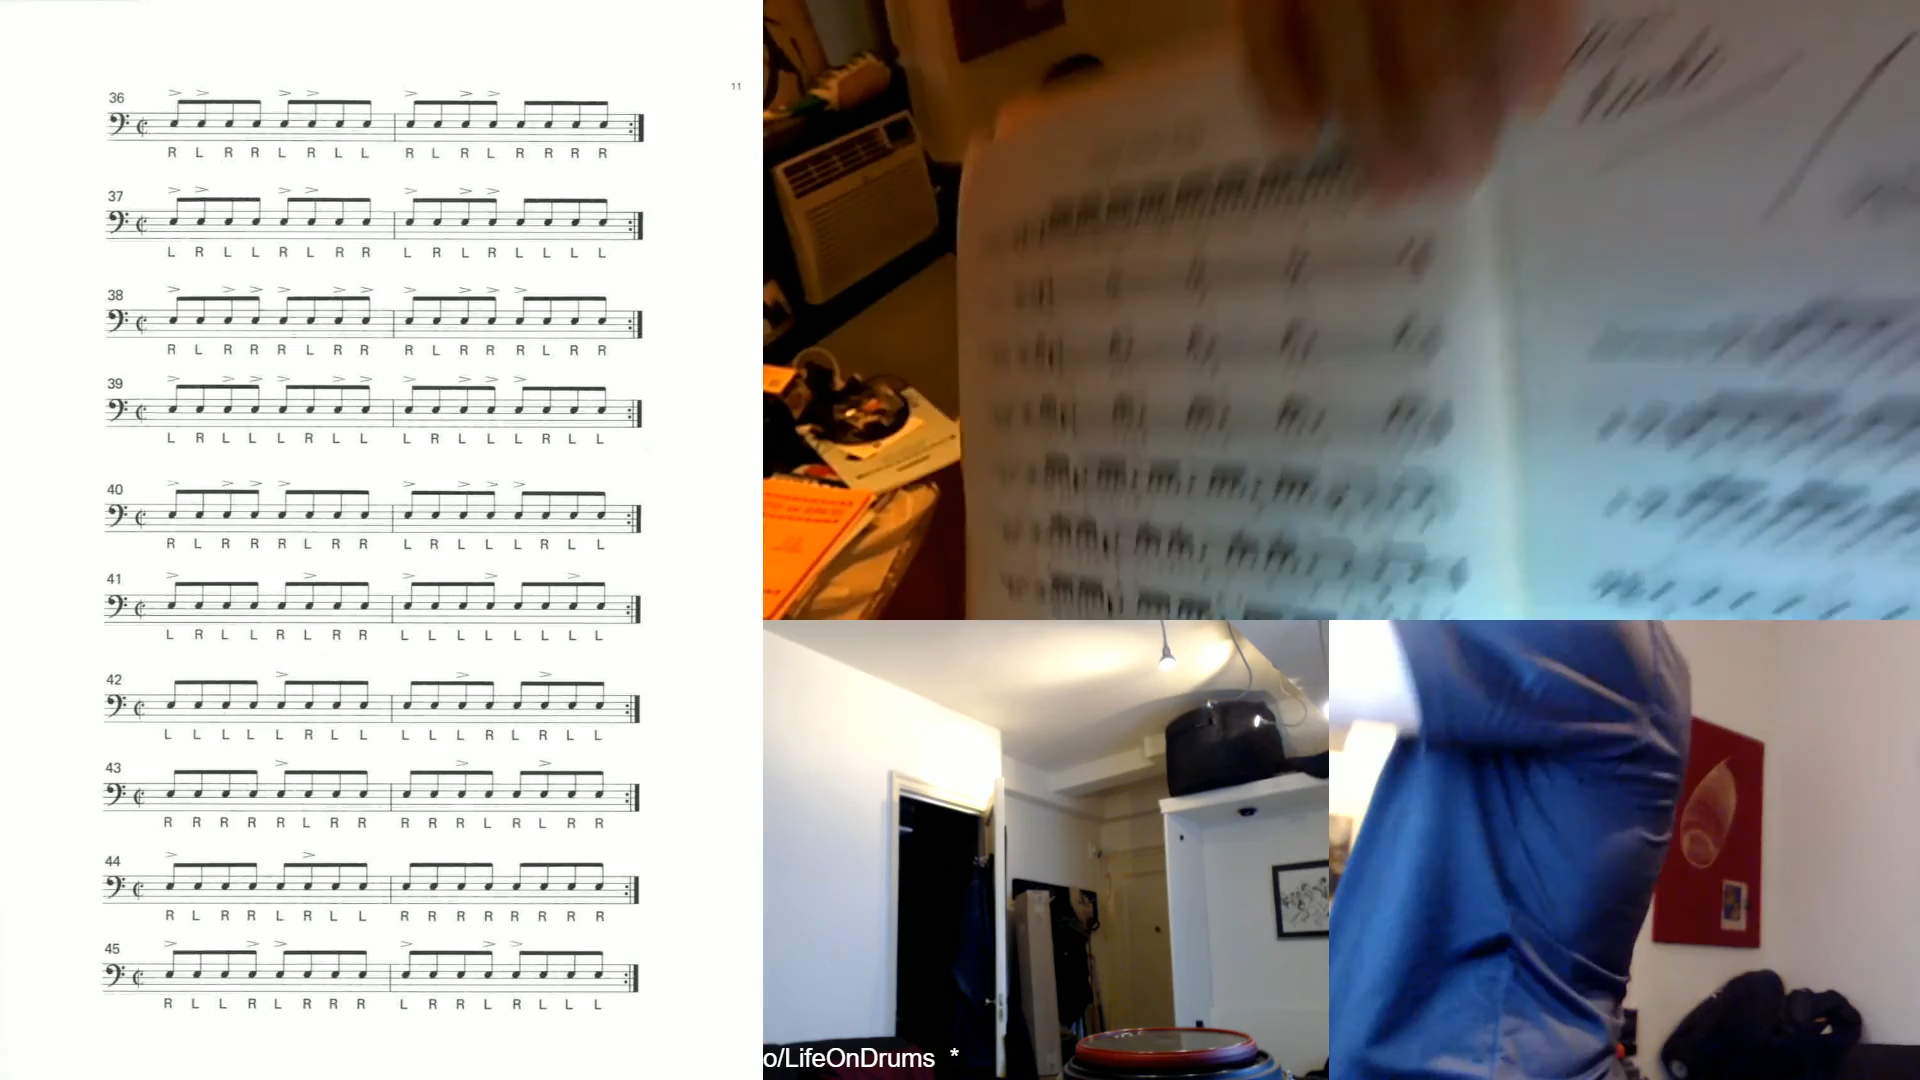 11
36
R L R R L R L L R L R L R R R R
37
L R L L R L R R L R L R L L L L
38
R L R R R L R R R L R R R L R R
39
L R L L L R L L L R L L L R L L
40
R L R R R L R R L R L L L R L L
41
L R L L R L R R L L L L L L L L
42
L L L L L R L L L L L R L R L L
43
R R R R R L R R R R R L R L R R
44
R L R R L R L L R R R R R R R R
45
R L L R L R R R L R R L R L L L
o/LifeOnDrums *